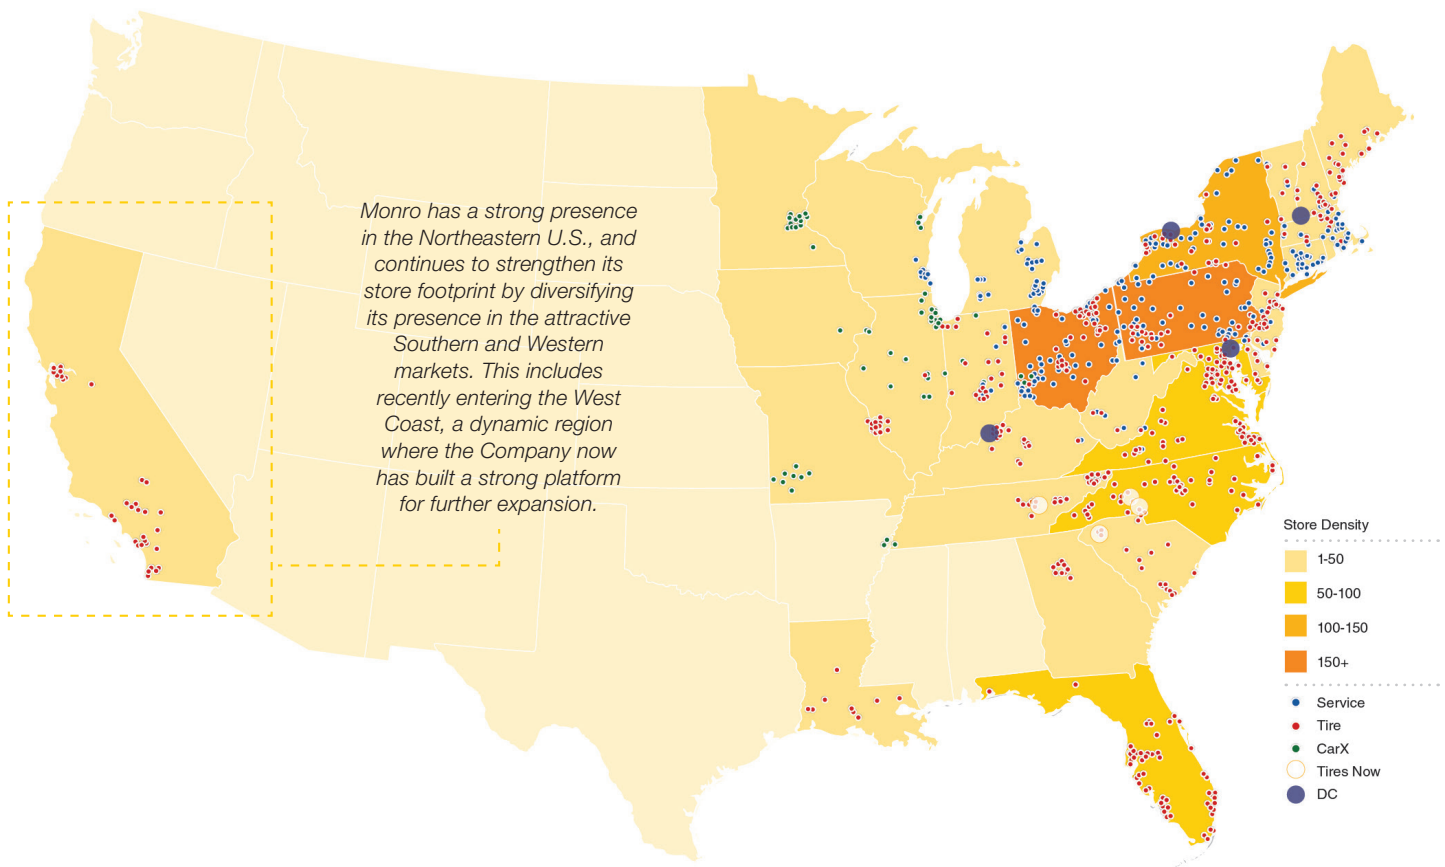 Monro has a strong presence
in the Northeastern U.S., and
continues to strengthen its
store footprint by diversifying
its presence in the attractive
Southern and Western
markets. This includes
recently entering the West
Coast, a dynamic region
where the Company now
has built a strong platform
for further expansion.
Store Density
1-50
50-100
100-150
150+
Service
Tire
CarX
Tires Now
DC